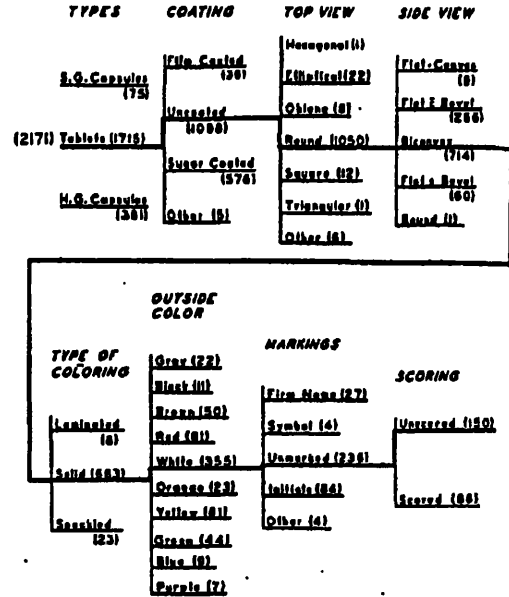 TYPES COATING TOP VIEW SIDE VIEW
Hexagonal (1)
Film Coated (36) Flat-Convex (9)
S.G. Capsules (75) Elliptical (22)
Uncoated (1098) Oblong (6) Flat c̄ Bevel (266)
(2171) Tablets (1715) Round (1050) Biconvex (714)
Sugar Coated (576) Square (12) Flat s Bevel (60)
H.G. Capsules (381) Triangular (1)
Other (5) Other (6) Round (1)
OUTSIDE
COLOR
TYPE OF
COLORING
MARKINGS
SCORING
Gray (22)
Black (11)
Brown (50) Firm Name (27)
Laminated (8) Red (81) Symbol (4) Unscored (150)
Solid (683) White (355) Unmarked (236)
Orange (23) Initials (84)
Yellow (81) Scored (86)
Speckled (23) Green (44) Other (4)
Blue (9)
Purple (7)